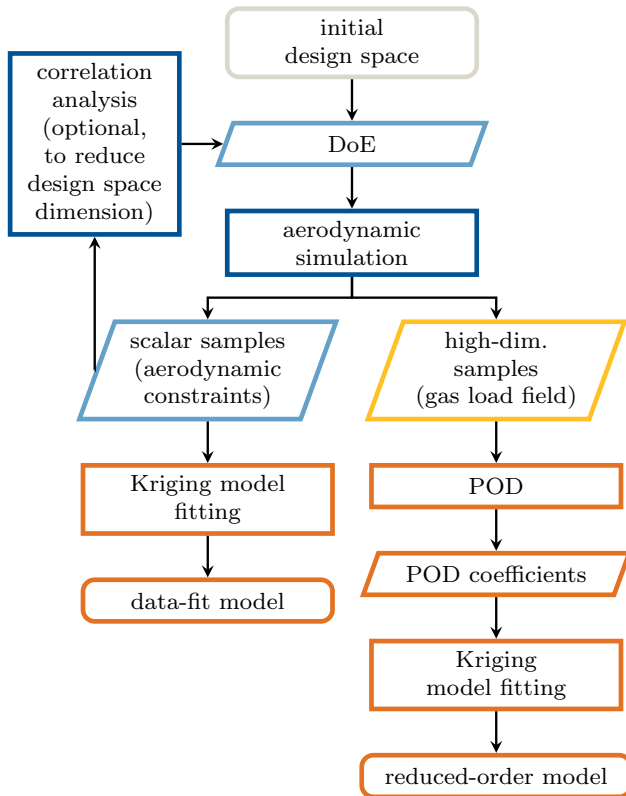 initial
design space
correlation
analysis
(optional,
to reduce
design space
dimension)
DoE
aerodynamic
simulation
scalar samples
(aerodynamic
constraints)
high-dim.
samples
(gas load field)
Kriging model
fitting
POD
data-fit model
POD coefficients
Kriging
model fitting
reduced-order model